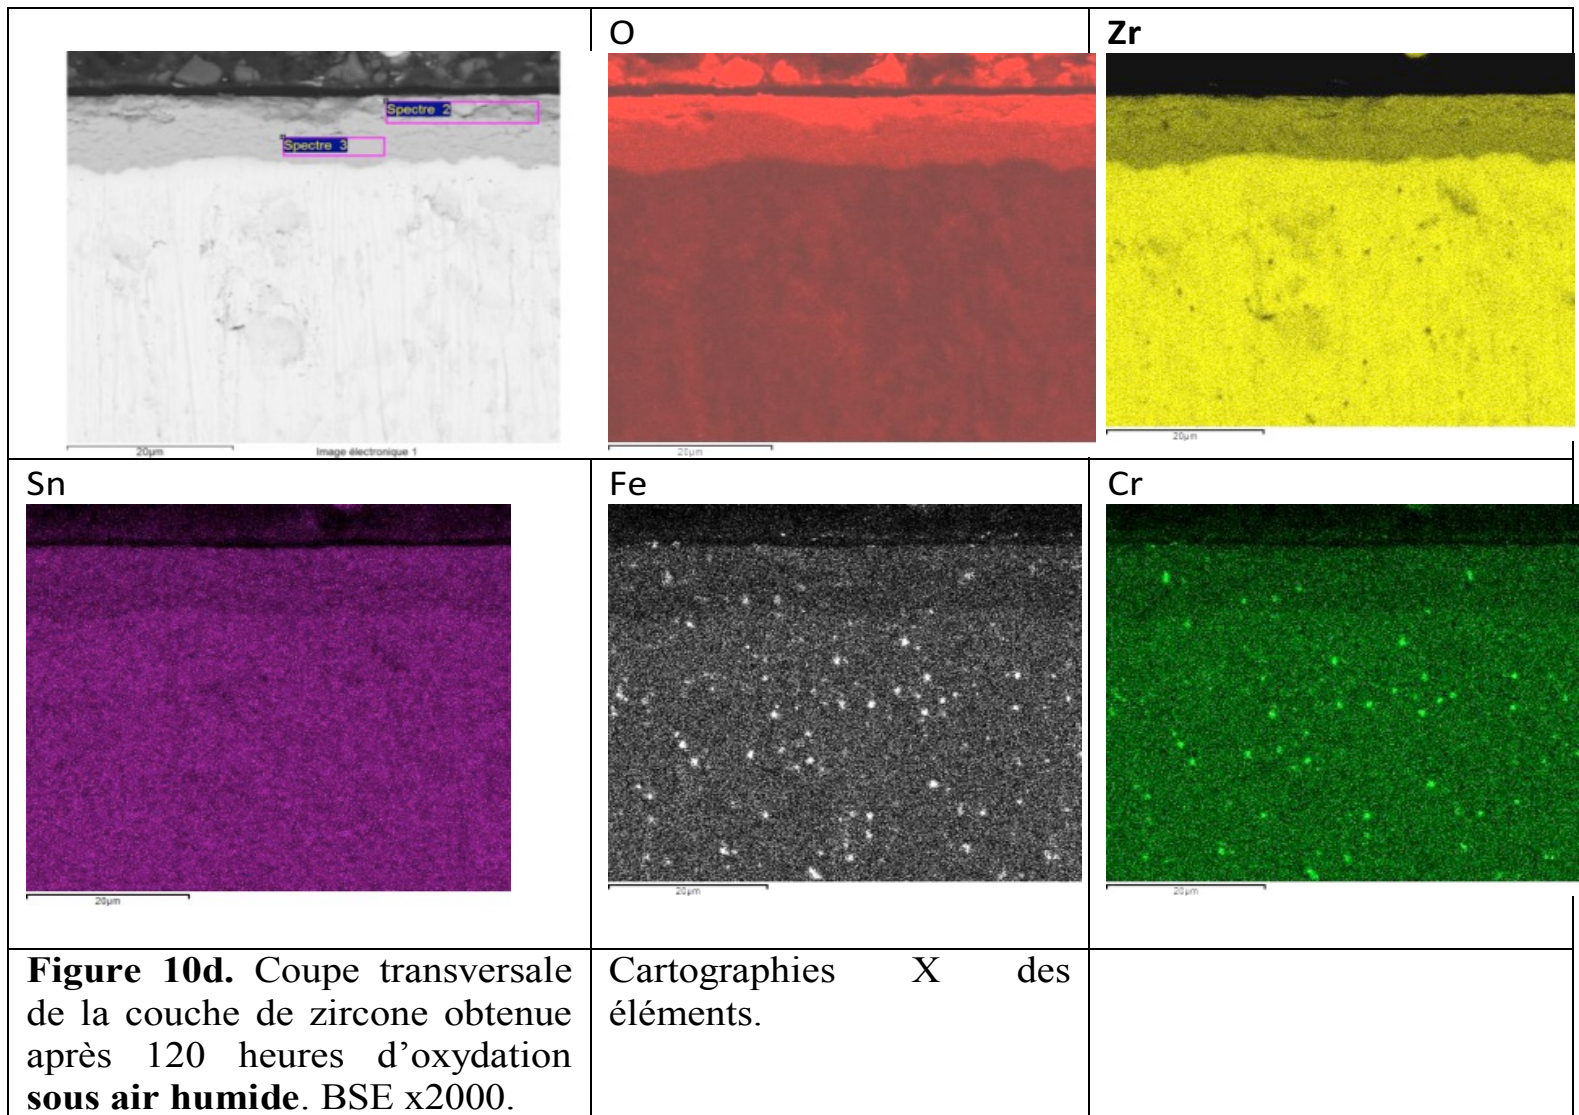 O
Zr
Spectre 2
Spectre 3
20µm
Image électronique 1
20µm
20µm
Sn
Fe
Cr
20µm
20µm
20µm
Figure 10d. Coupe transversale
de la couche de zircone obtenue
après 120 heures d’oxydation
sous air humide. BSE x2000.
Cartographies X des
éléments.